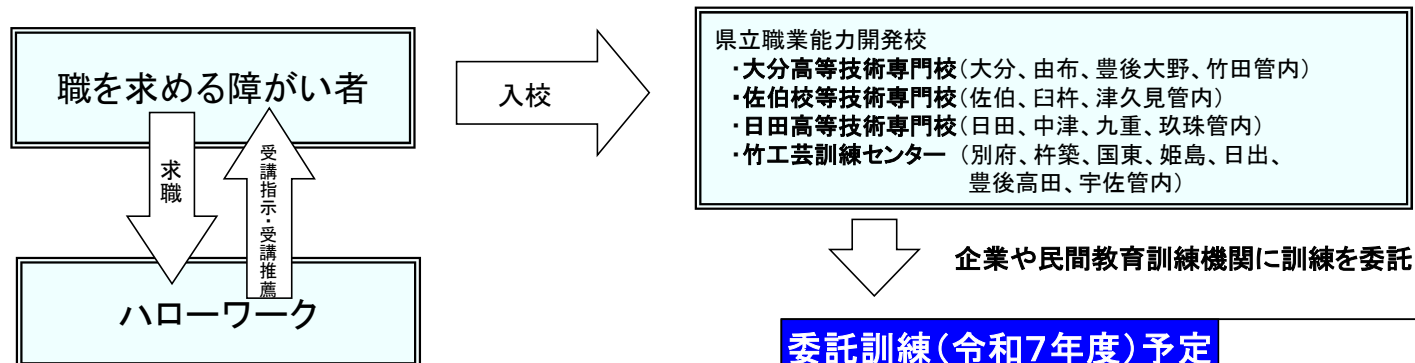 職を求める障がい者
求職
受講指示・受講推薦
ハローワーク
入校
県立職業能力開発校
・大分高等技術専門校(大分、由布、豊後大野、竹田管内)
・佐伯校等技術専門校(佐伯、臼杵、津久見管内)
・日田高等技術専門校(日田、中津、九重、玖珠管内)
・竹工芸訓練センター (別府、杵築、国東、姫島、日出、
豊後高田、宇佐管内)
企業や民間教育訓練機関に訓練を委託
委託訓練(令和7年度)予定